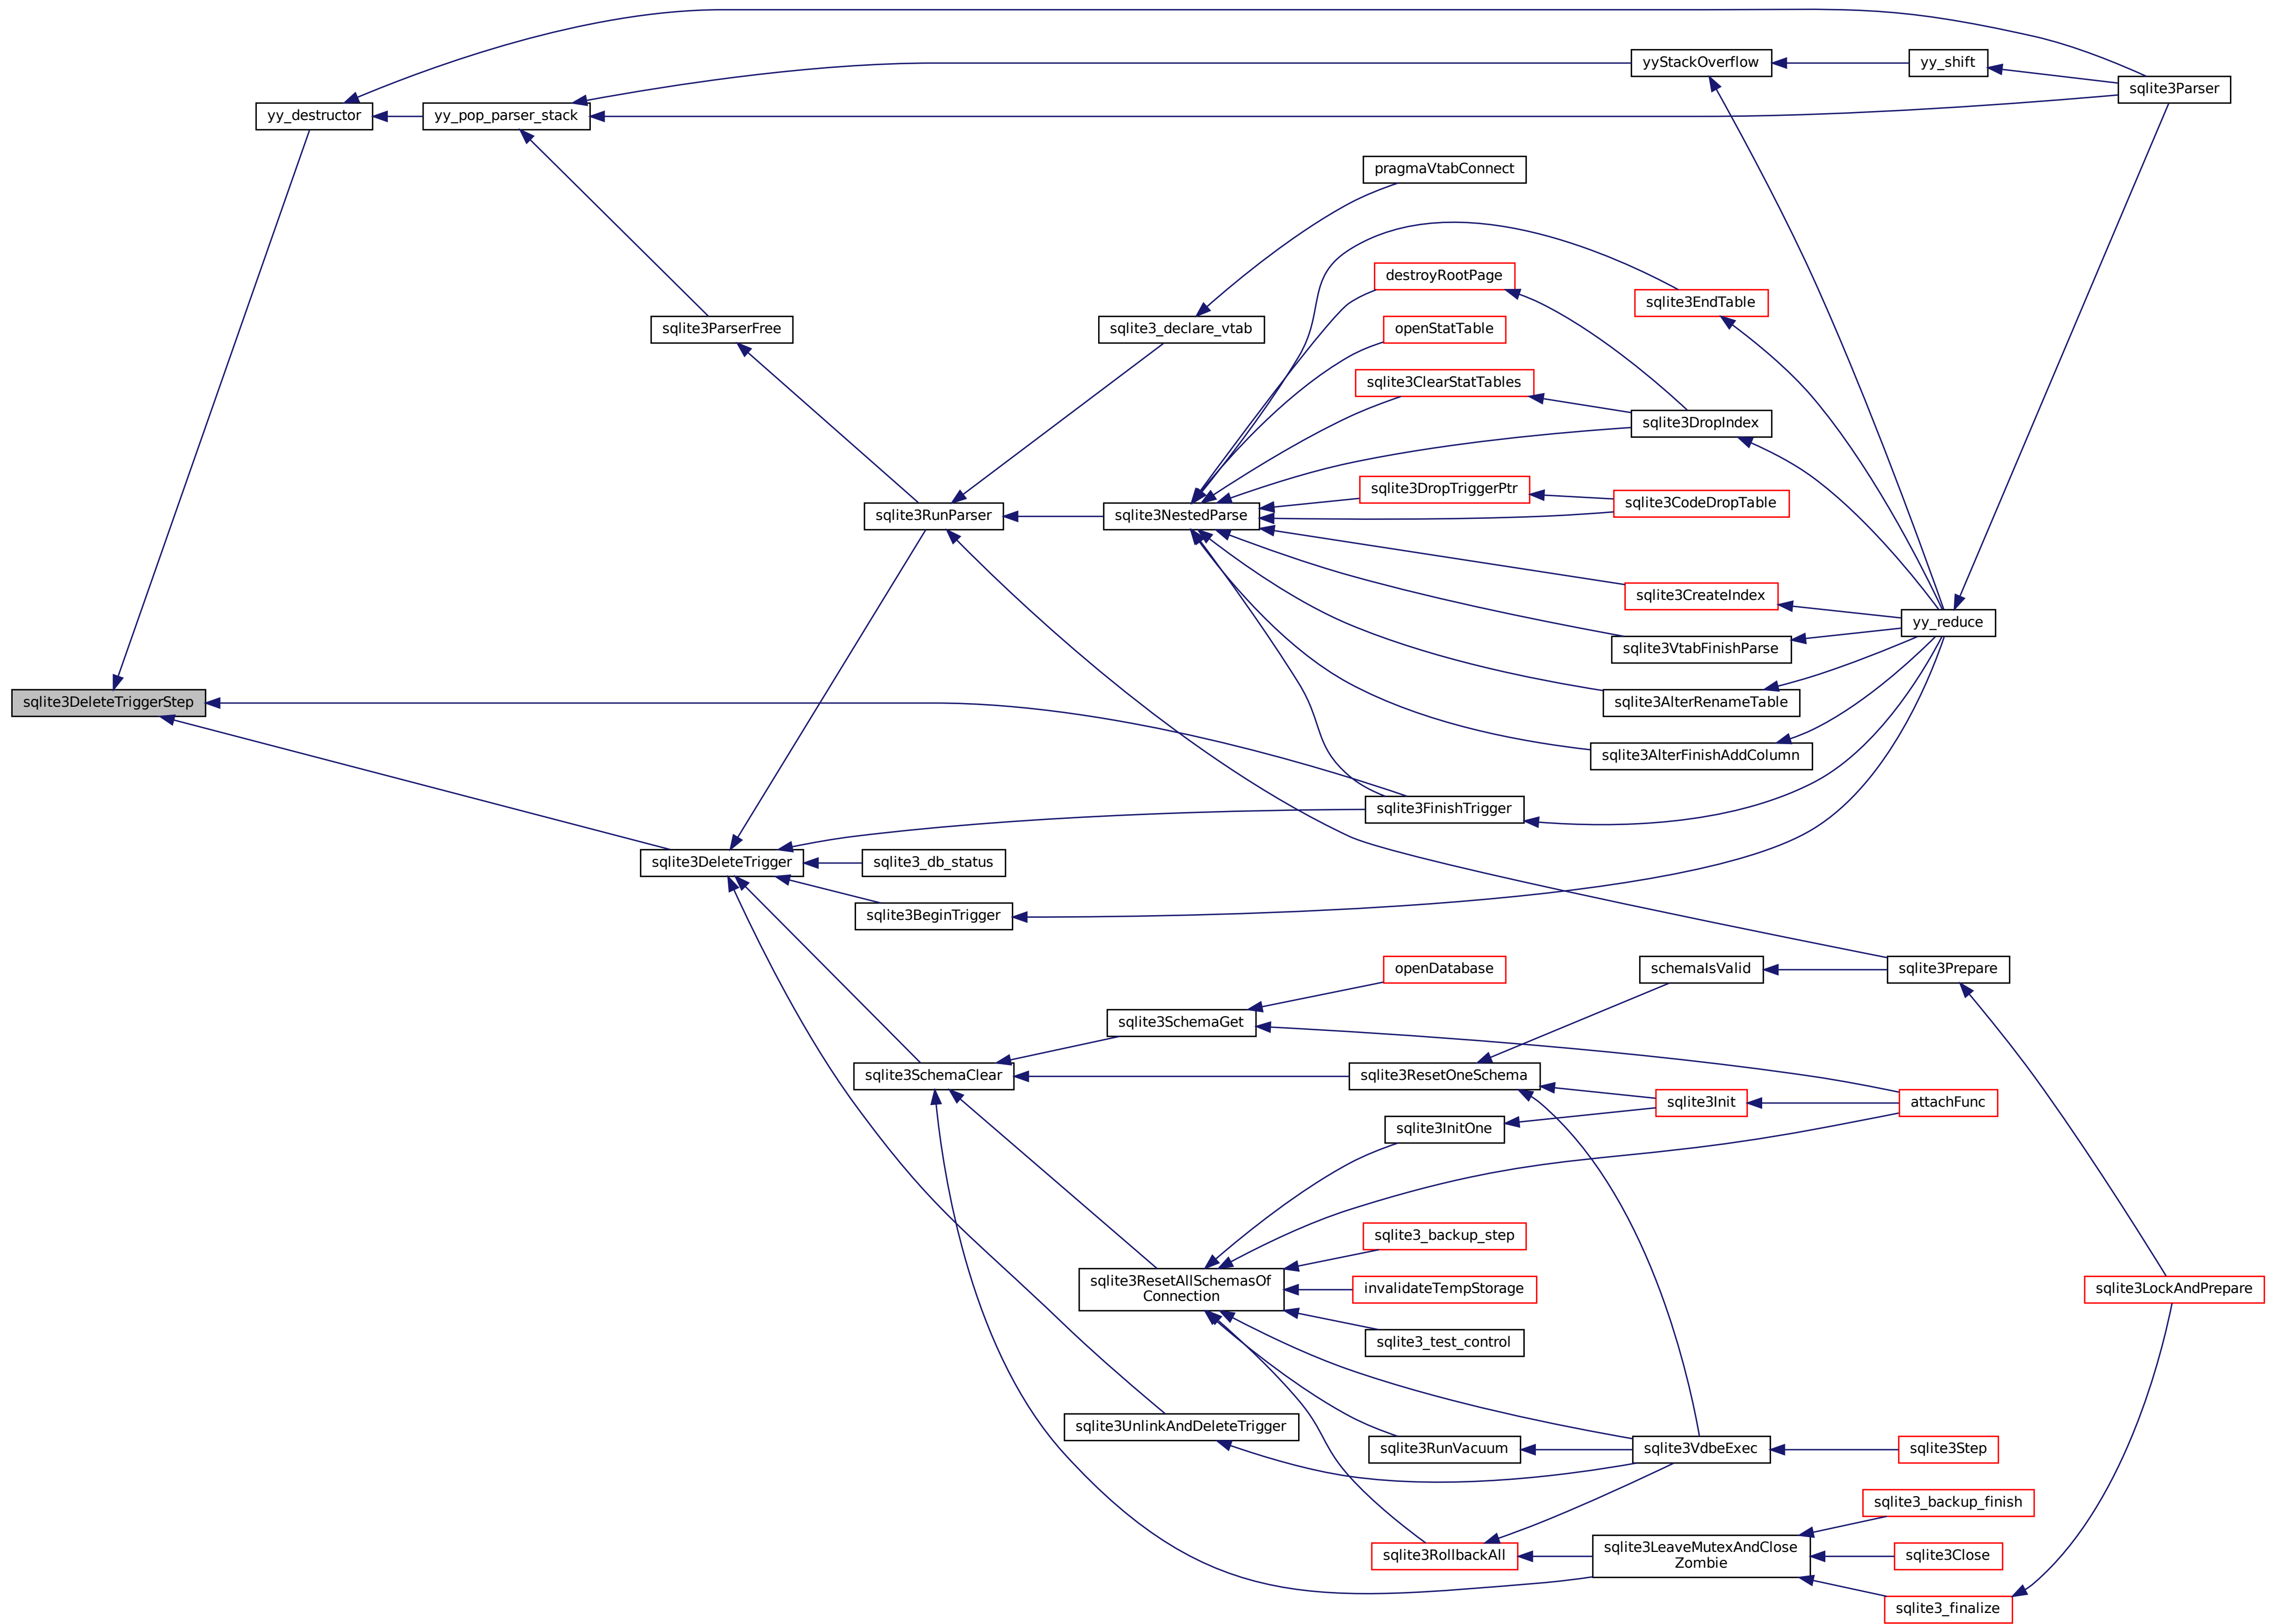 yyStackOverflow
yy_shift
sqlite3Parser
yy_destructor
yy_pop_parser_stack
pragmaVtabConnect
destroyRootPage
sqlite3EndTable
sqlite3ParserFree
sqlite3_declare_vtab
openStatTable
sqlite3ClearStatTables
sqlite3DropIndex
sqlite3DropTriggerPtr
sqlite3CodeDropTable
sqlite3RunParser
sqlite3NestedParse
sqlite3CreateIndex
yy_reduce
sqlite3VtabFinishParse
sqlite3DeleteTriggerStep
sqlite3AlterRenameTable
sqlite3AlterFinishAddColumn
sqlite3FinishTrigger
sqlite3DeleteTrigger
sqlite3_db_status
sqlite3BeginTrigger
openDatabase
schemaIsValid
sqlite3Prepare
sqlite3SchemaGet
sqlite3SchemaClear
sqlite3ResetOneSchema
sqlite3Init
attachFunc
sqlite3InitOne
sqlite3_backup_step
sqlite3ResetAllSchemasOf
Connection
invalidateTempStorage
sqlite3LockAndPrepare
sqlite3_test_control
sqlite3UnlinkAndDeleteTrigger
sqlite3RunVacuum
sqlite3VdbeExec
sqlite3Step
sqlite3_backup_finish
sqlite3RollbackAll
sqlite3LeaveMutexAndClose
Zombie
sqlite3Close
sqlite3_finalize